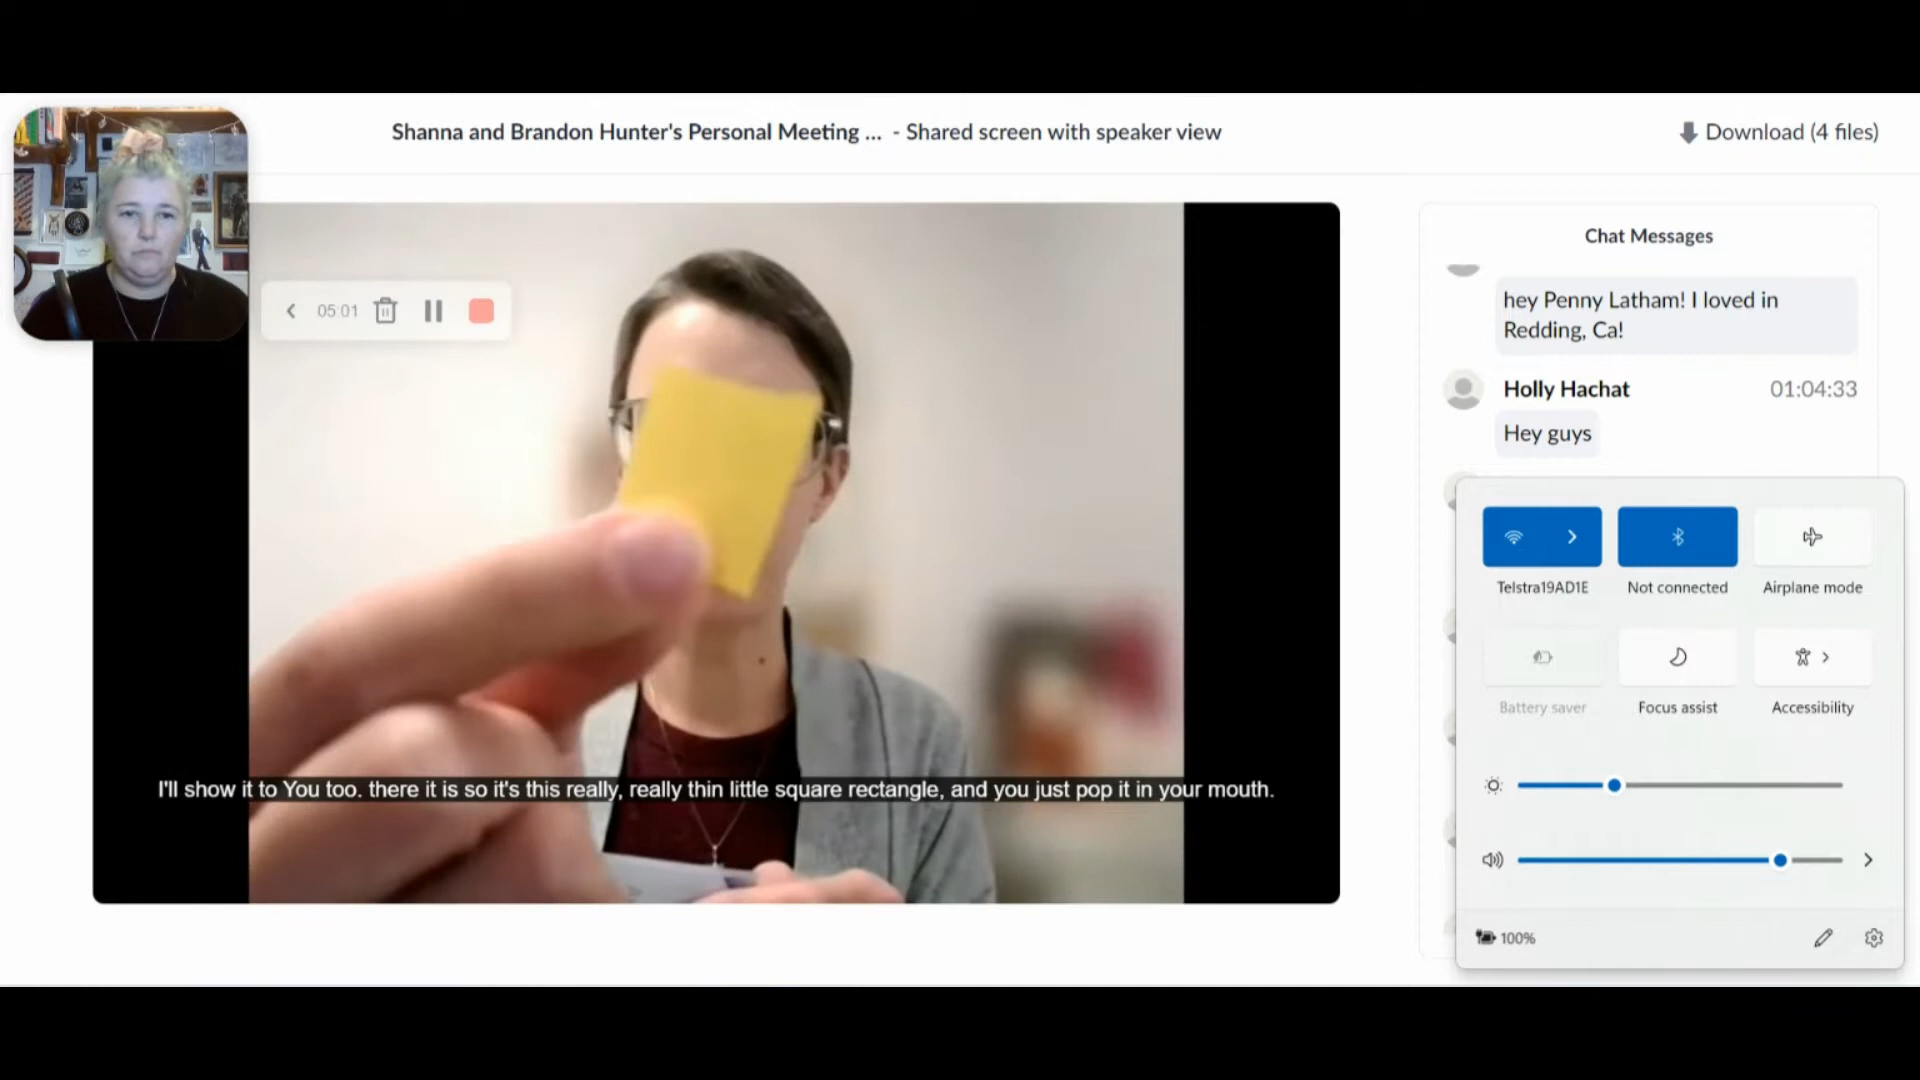 Shanna and Brandon Hunter's Personal Meeting ... - Shared screen with speaker view
Download (4 files)
05:01
I'll show it to You too. there it is so it's this really, really thin little square rectangle, and you just pop it in your mouth.
Chat Messages
hey Penny Latham! I loved in
Redding, Ca!
Holly Hachat 01:04:33
Hey guys
Telstra19AD1E
Not connected
Airplane mode
Battery saver
Focus assist
Accessibility
100%